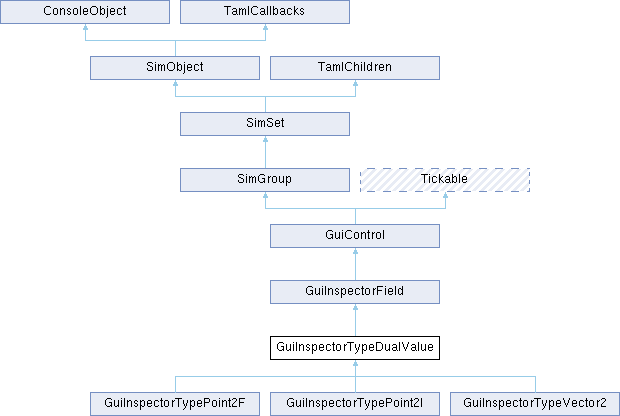 ConsoleObject
TamlCallbacks
SimObject
TamlChildren
SimSet
SimGroup
Tickable
GuiControl
GuiInspectorField
GuiInspectorTypeDualValue
GuiInspectorTypePoint2F
GuiInspectorTypePoint2I
GuiInspectorTypeVector2